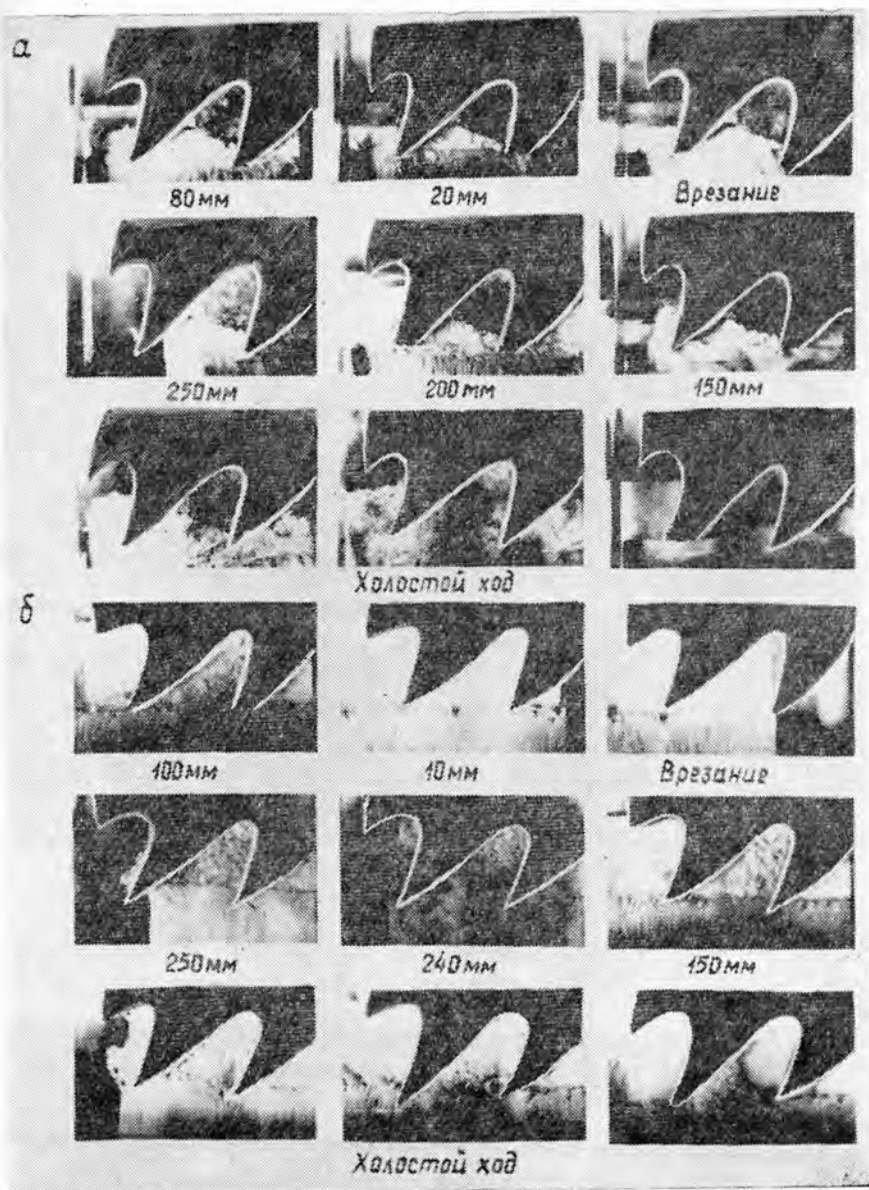 а
80мм 20мм Врезание
250мм 200мм 150мм
Холостой ход
б
100мм 10мм Врезание
250мм 240мм 150мм
Холостой ход